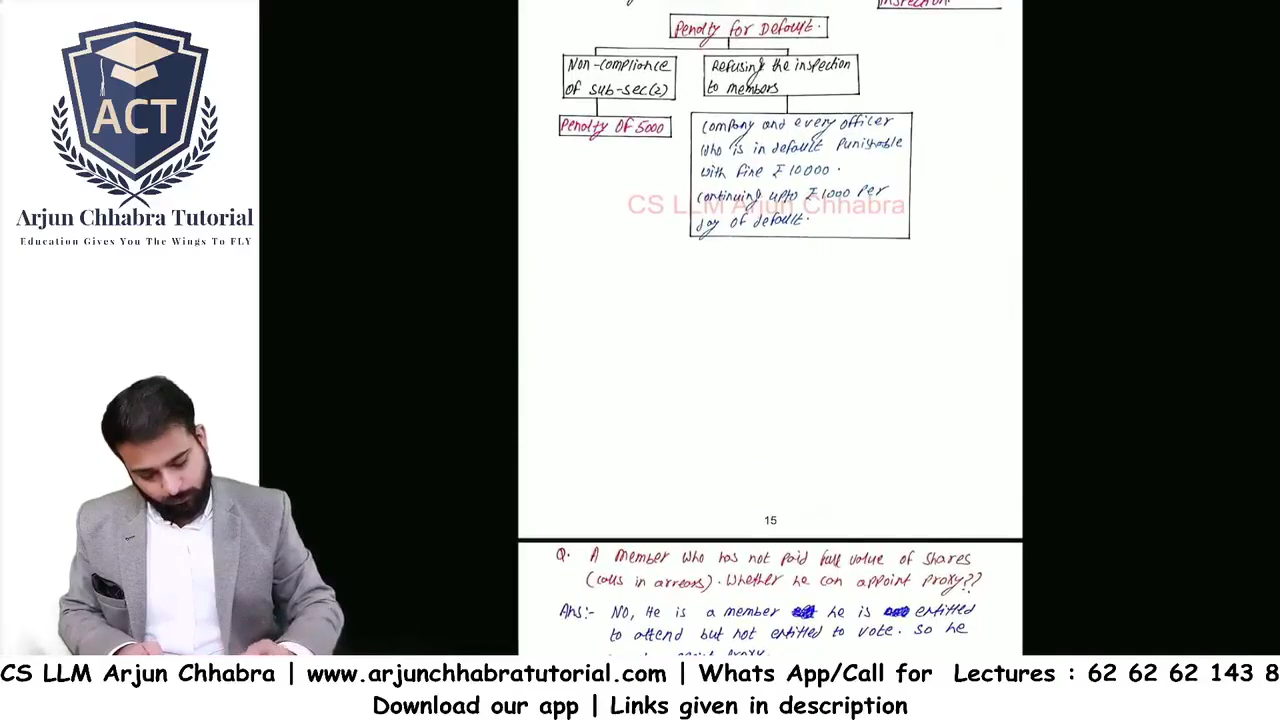 ACT
Arjun Chhabra Tutorial
Education Gives You The Wings To FLY
inspection
Penalty for Default.
Non-compliance
of sub-sec(2)
Refusing the inspection
to members
Penalty Of 5000
Company and every officer
who is in default Punishable
with fine ₹10000.
continuing upto ₹1000 Per
day of default.
CS LLM Arjun Chhabra
15
Q. A Member who has not paid full value of shares
(calls in arrears). Whether he can appoint proxy??
Ans:- No, He is a member he is entitled
to attend but not entitled to vote. So he
CS LLM Arjun Chhabra | www.arjunchhabratutorial.com | Whats App/Call for Lectures : 62 62 62 143 8
Download our app | Links given in description